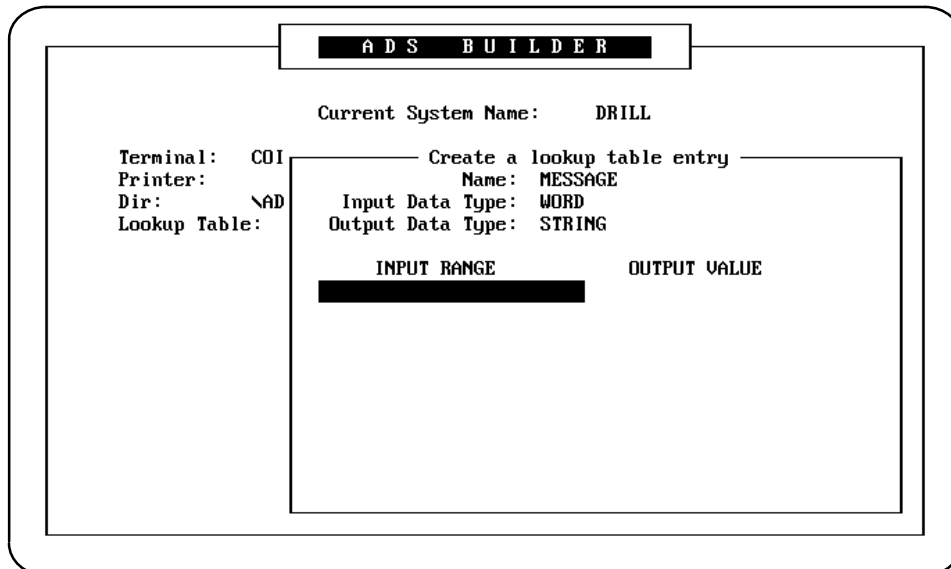 ADS BUILDER
Current System Name: DRILL
Terminal: COI
Printer:
Dir: \AD
Lookup Table:
Create a lookup table entry
Name: MESSAGE
Input Data Type: WORD
Output Data Type: STRING
INPUT RANGE OUTPUT VALUE